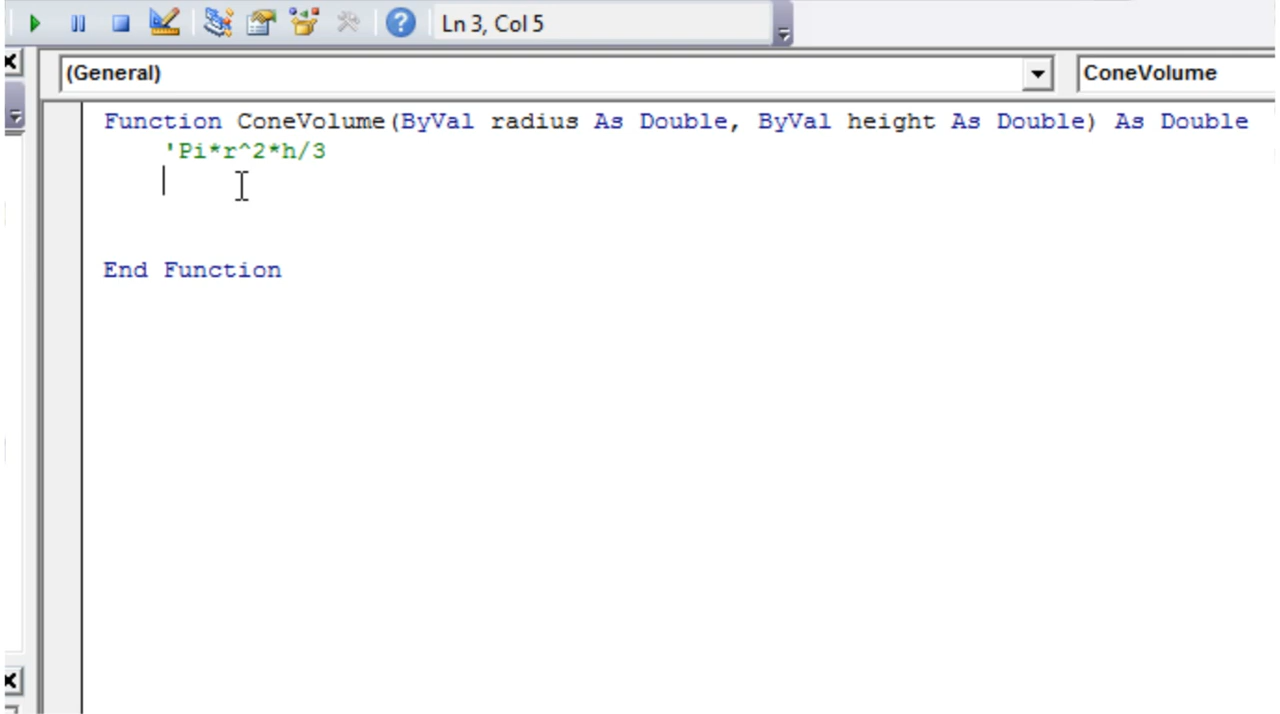 Ln 3, Col 5
(General)
ConeVolume
Function ConeVolume(ByVal radius As Double, ByVal height As Double) As Double
'Pi*r^2*h/3
End Function